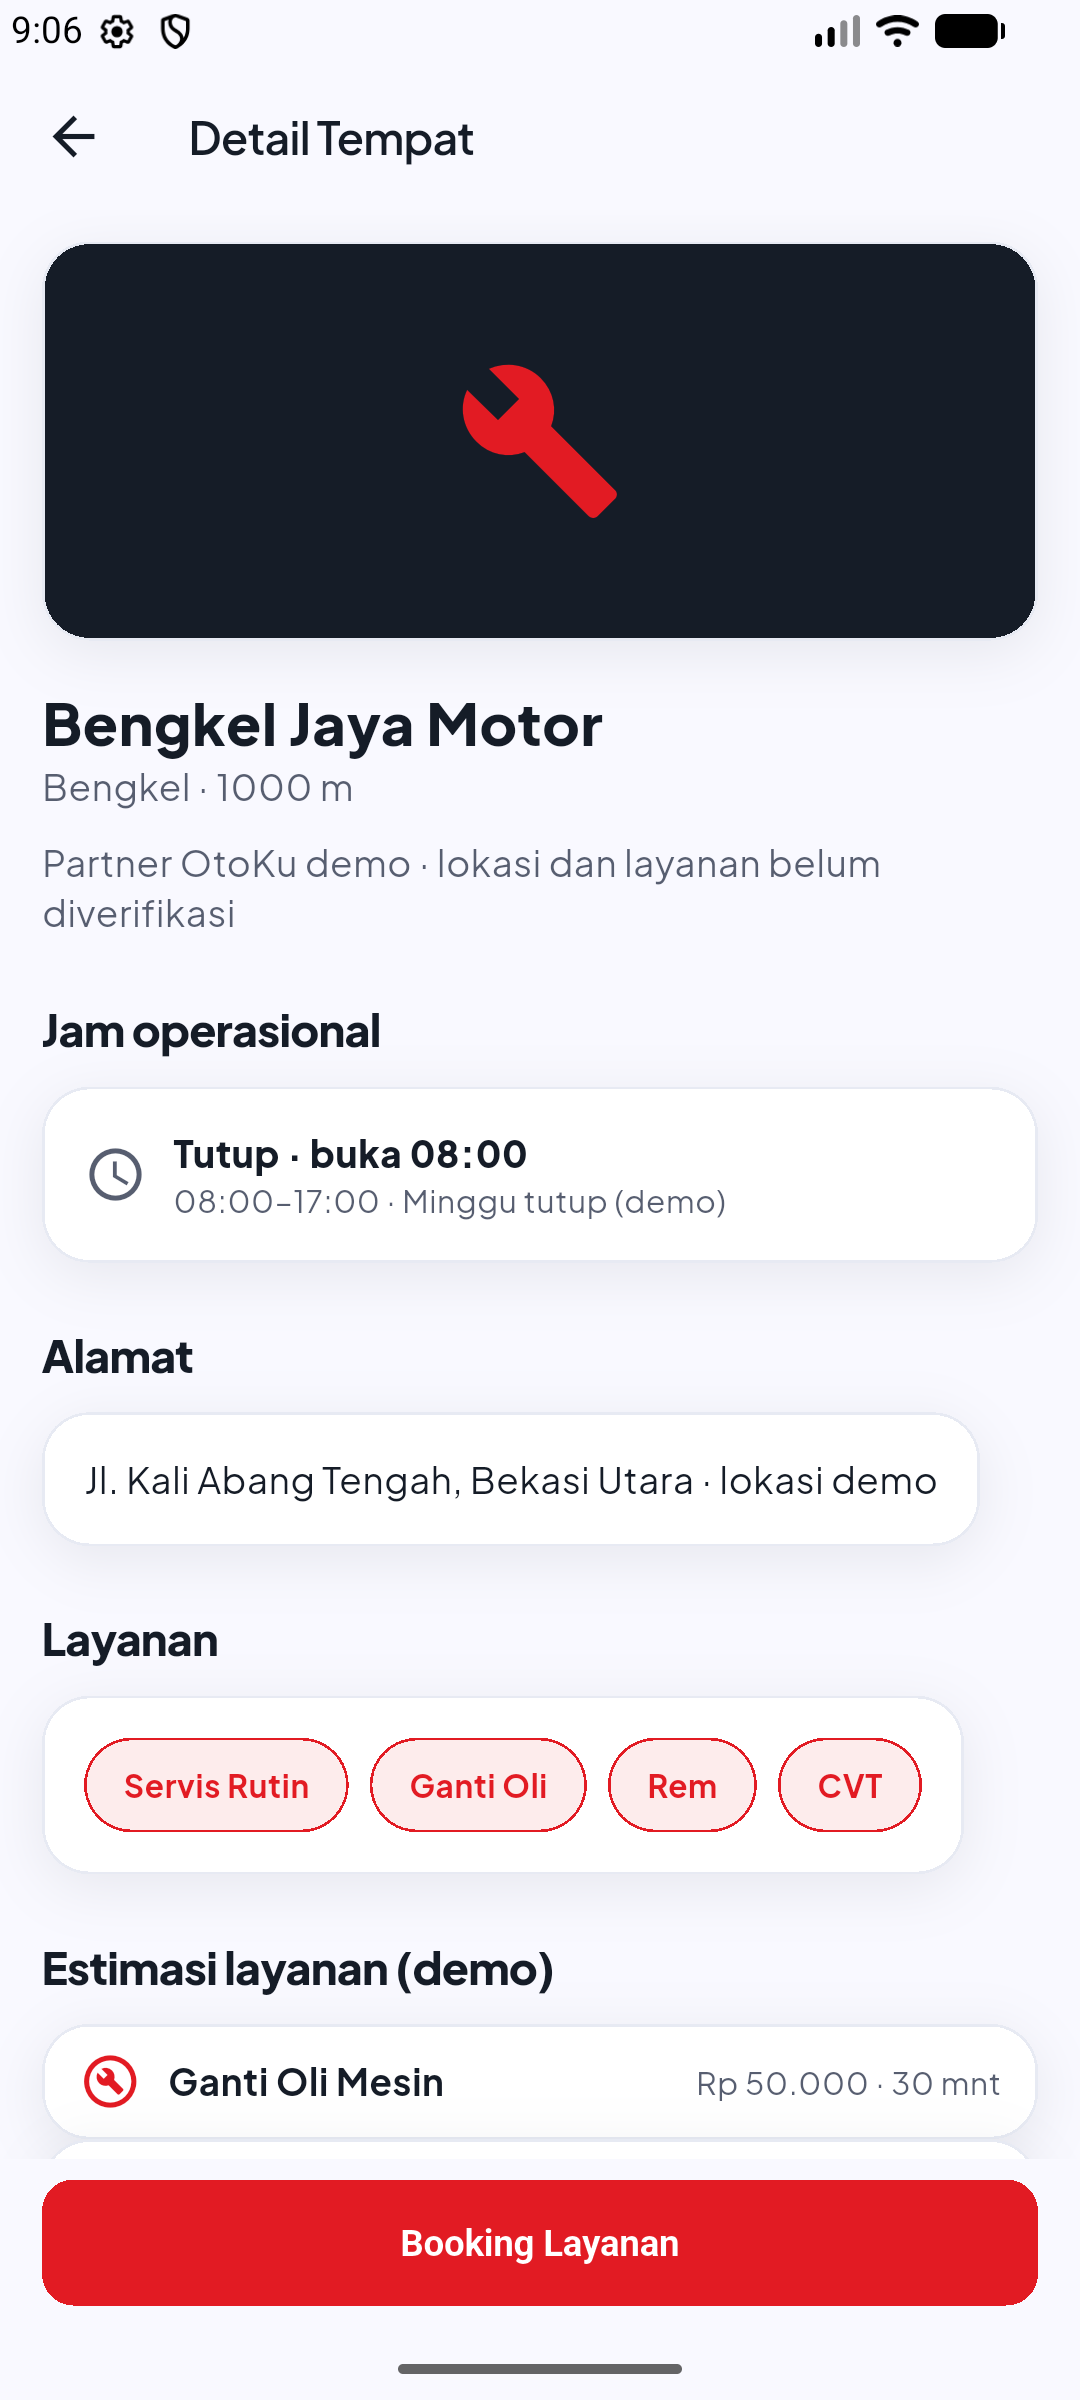 9:06
Detail Tempat
Bengkel Jaya Motor
Bengkel · 1000 m
Partner OtoKu demo · lokasi dan layanan belum
diverifikasi
Jam operasional
Tutup · buka 08:00
08:00–17:00 · Minggu tutup (demo)
Alamat
Jl. Kali Abang Tengah, Bekasi Utara · lokasi demo
Layanan
Servis Rutin Ganti Oli Rem CVT
Estimasi layanan (demo)
Ganti Oli Mesin Rp 50.000 · 30 mnt
Booking Layanan